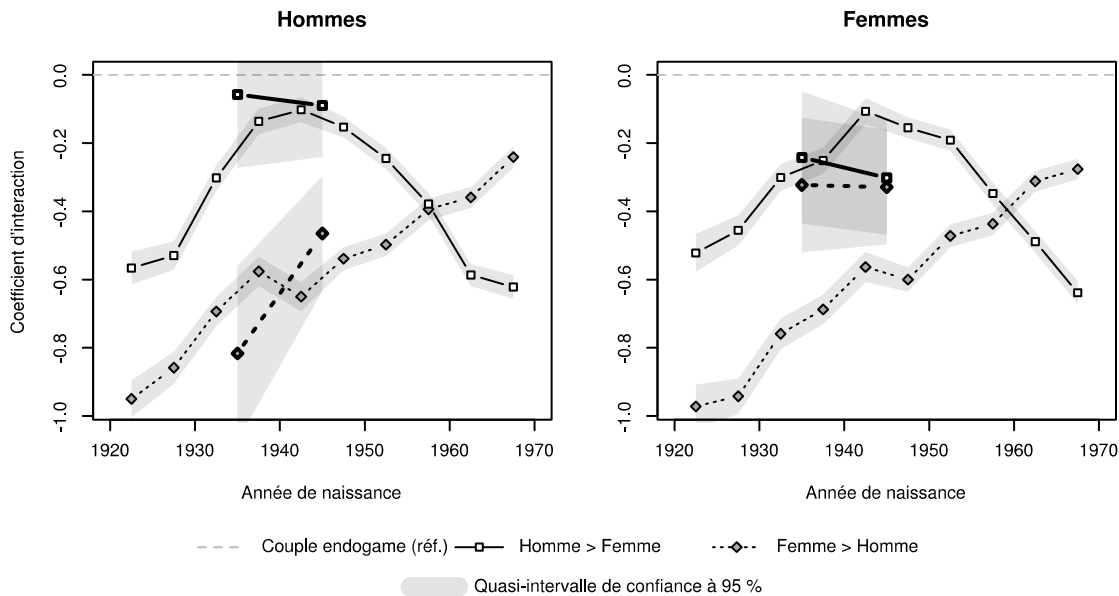 Hommes
Femmes
Coefficient d'interaction
0.0
-0.2
-0.4
-0.6
-0.8
-1.0
1920 1930 1940 1950 1960 1970
Année de naissance
0.0
-0.2
-0.4
-0.6
-0.8
-1.0
1920 1930 1940 1950 1960 1970
Année de naissance
Couple endogame (réf.) Homme > Femme Femme > Homme
Quasi-intervalle de confiance à 95 %